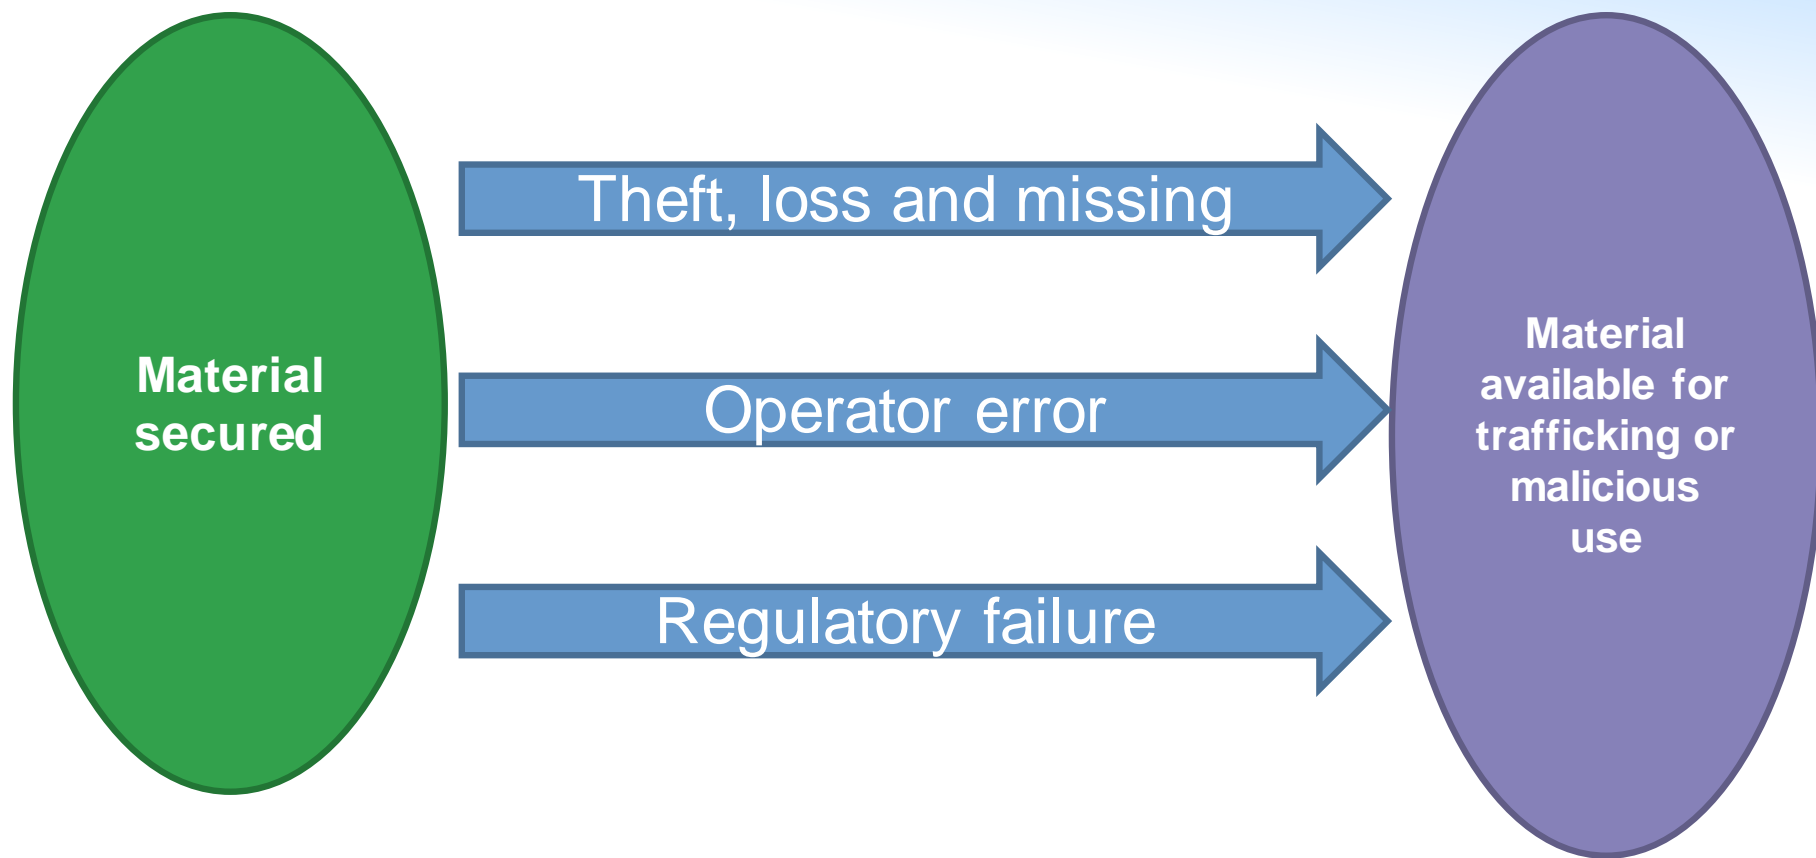 Material
secured
Theft, loss and missing
Operator error
Regulatory failure
Material
available for
trafficking or
malicious
use